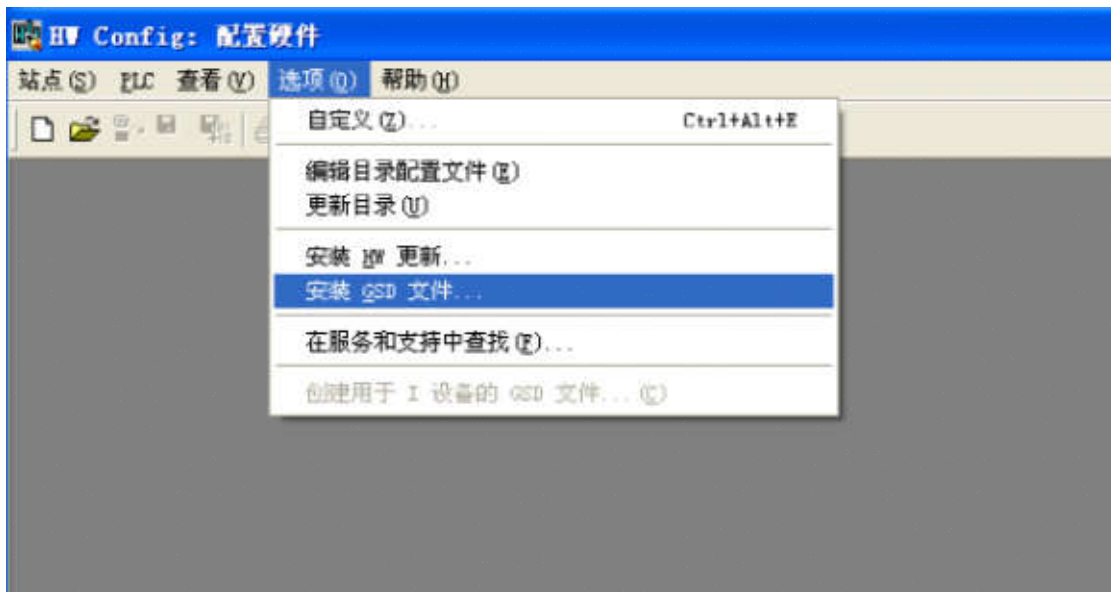 HW Config: 配置硬件
站点(S) PLC 查看(V) 选项(O) 帮助(H)
自定义(Z)... Ctrl+Alt+E
编辑目录配置文件(E)
更新目录(U)
安装 HW 更新...
安装 GSD 文件...
在服务和支持中查找(F)...
创建用于 I 设备的 GSD 文件...(C)